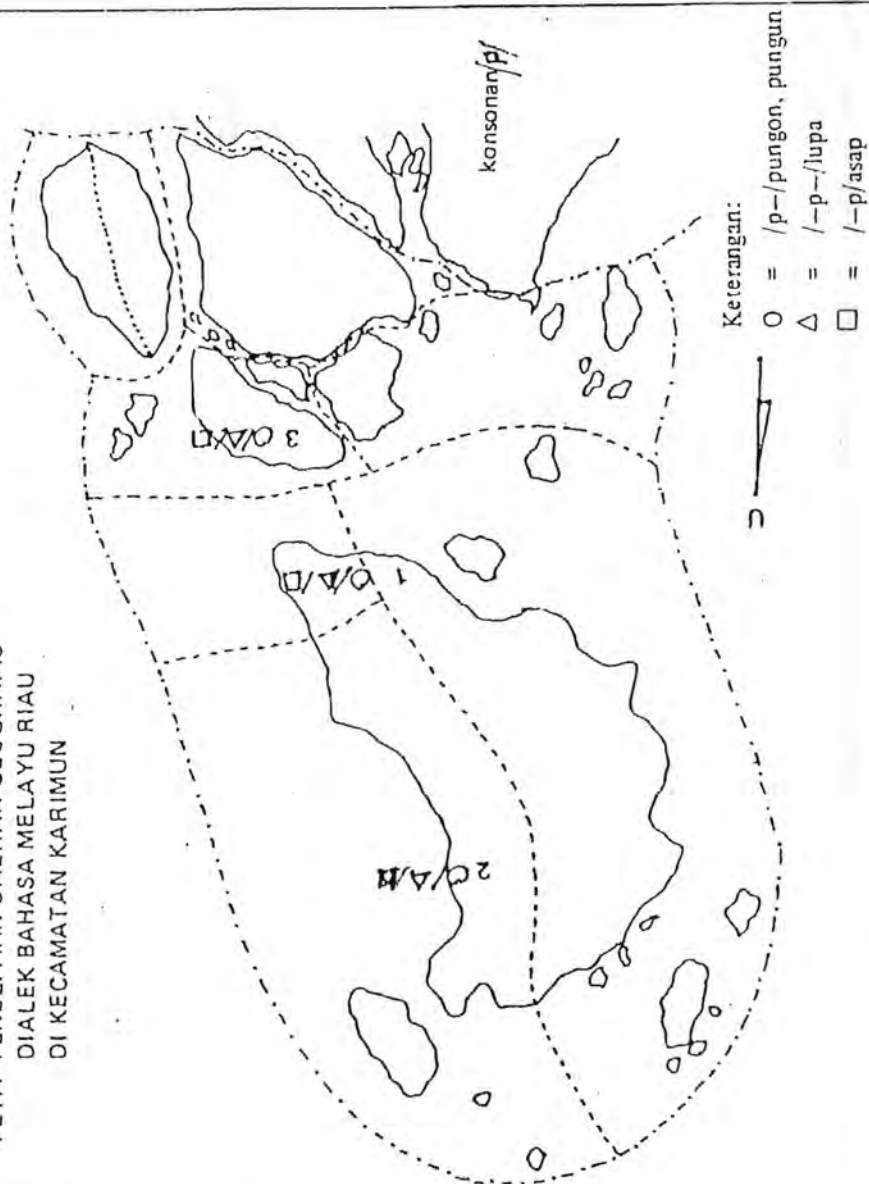 DIALEK BAHASA MELAYU RIAU
DI KECAMATAN KARIMUN
konsonan/p/
1 O/△/□
2 O/△/
3 O/△/□
U
Keterangan:
O = /p–/pungon, pungun
△ = /–p–/lupa
□ = /–p/asap